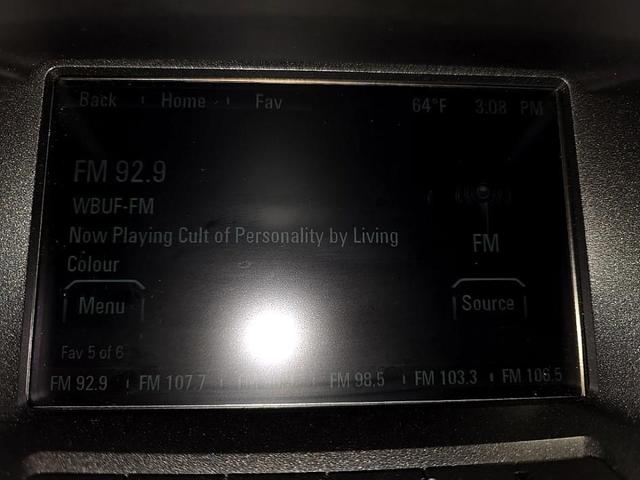 Back Home Fav 64°F 3:08 PM
FM 92.9
WBUF-FM
Now Playing Cult of Personality by Living
Colour
FM
Menu Source
Fav 5 of 6
FM 92.9 FM 107.7 FM 98.5 FM 103.3 FM 106.5